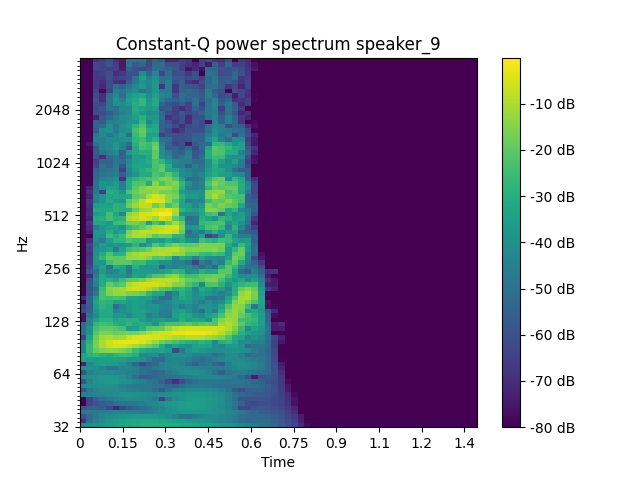 Constant-Q power spectrum speaker_9
Hz
2048
1024
512
256
128
64
32
0 0.15 0.3 0.45 0.6 0.75 0.9 1.1 1.2 1.4
Time
-10 dB
-20 dB
-30 dB
-40 dB
-50 dB
-60 dB
-70 dB
-80 dB